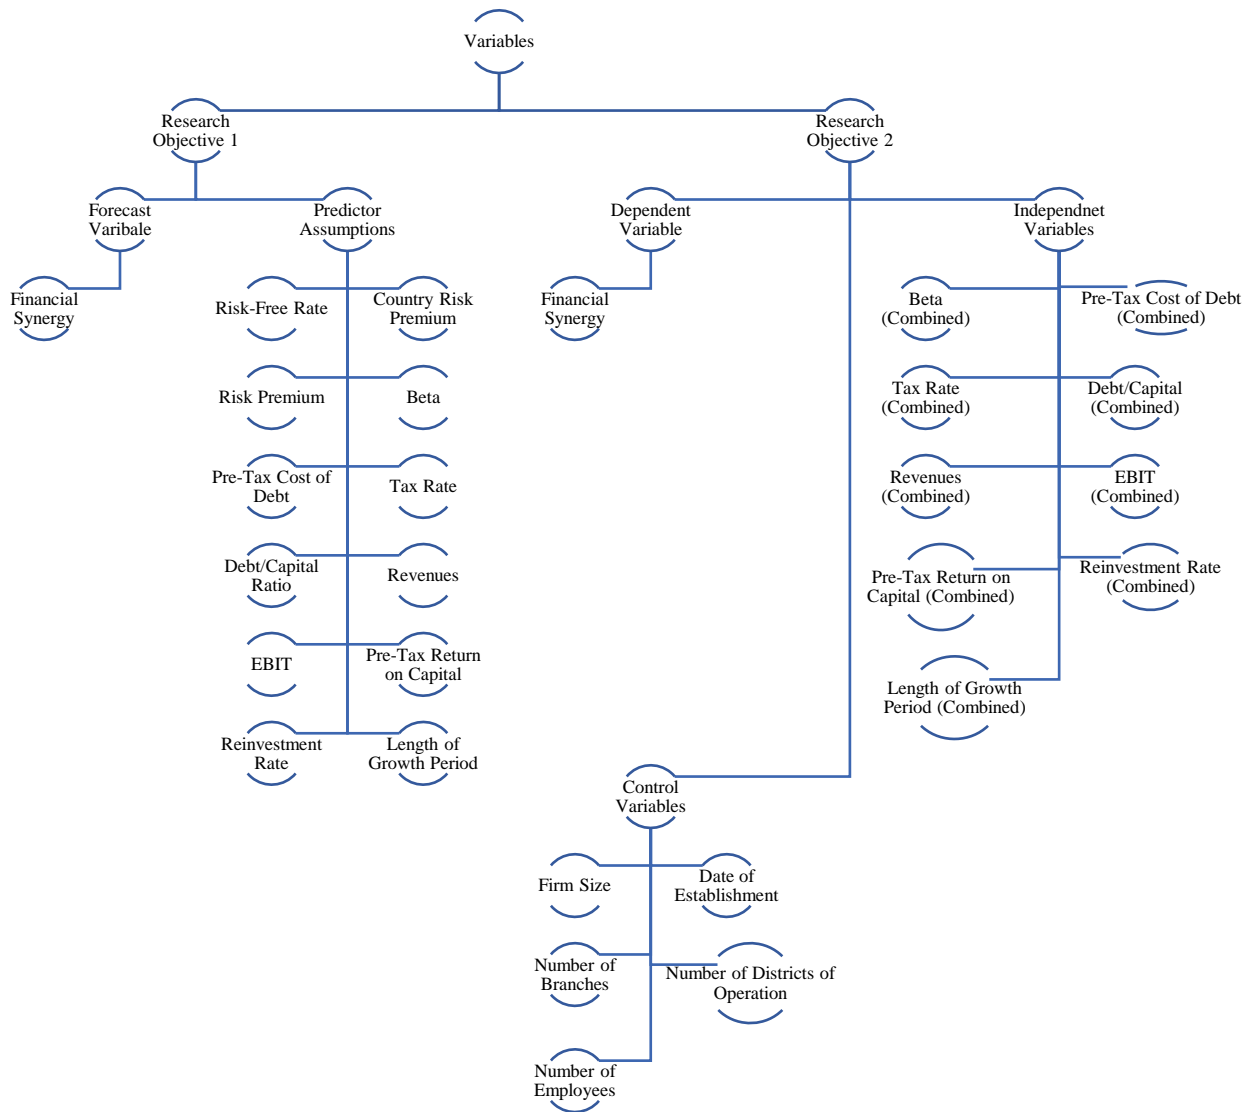 Variables
Research
Objective 1
Research
Objective 2
Forecast
Varibale
Predictor
Assumptions
Dependent
Variable
Independnet
Variables
Financial
Synergy
Risk-Free Rate
Country Risk
Premium
Risk Premium
Beta
Pre-Tax Cost of
Debt
Tax Rate
Debt/Capital
Ratio
Revenues
EBIT
Pre-Tax Return
on Capital
Reinvestment
Rate
Length of
Growth Period
Financial
Synergy
Beta
(Combined)
Pre-Tax Cost of Debt
(Combined)
Tax Rate
(Combined)
Debt/Capital
(Combined)
Revenues
(Combined)
EBIT
(Combined)
Pre-Tax Return on
Capital (Combined)
Reinvestment Rate
(Combined)
Length of Growth
Period (Combined)
Control
Variables
Firm Size
Date of
Establishment
Number of
Branches
Number of Districts of
Operation
Number of
Employees